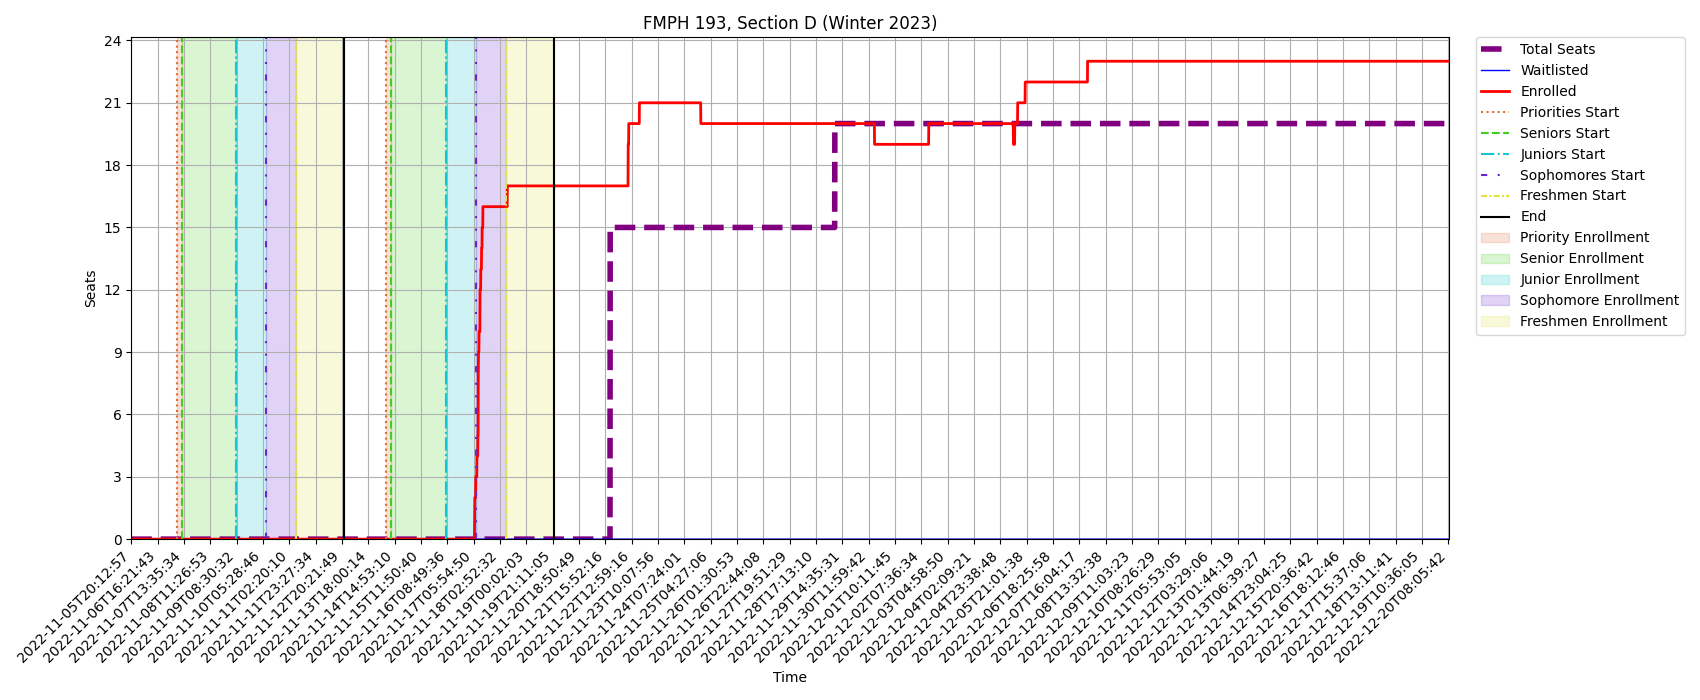 FMPH 193, Section D (Winter 2023)
24
21
18
15
12
9
6
3
0
Seats
2022-11-05T20:12:57
2022-11-06T16:21:43
2022-11-07T13:35:34
2022-11-08T11:26:53
2022-11-09T08:30:32
2022-11-10T05:28:46
2022-11-11T02:20:10
2022-11-11T23:27:34
2022-11-12T20:21:49
2022-11-13T18:00:14
2022-11-14T14:53:10
2022-11-15T11:50:40
2022-11-16T08:49:36
2022-11-17T05:54:50
2022-11-18T02:52:32
2022-11-19T00:02:03
2022-11-19T21:11:05
2022-11-20T18:50:49
2022-11-21T15:52:16
2022-11-22T12:59:16
2022-11-23T10:07:56
2022-11-24T07:24:01
2022-11-25T04:27:06
2022-11-26T01:30:53
2022-11-26T22:44:08
2022-11-27T19:51:29
2022-11-28T17:13:10
2022-11-29T14:35:31
2022-11-30T11:59:42
2022-12-01T10:11:45
2022-12-02T07:36:34
2022-12-03T04:58:50
2022-12-04T02:09:21
2022-12-04T23:38:48
2022-12-05T21:01:38
2022-12-06T18:25:58
2022-12-07T16:04:17
2022-12-08T13:32:38
2022-12-09T11:03:23
2022-12-10T08:26:29
2022-12-11T05:53:05
2022-12-12T03:29:06
2022-12-13T01:44:19
2022-12-13T06:39:27
2022-12-14T23:04:25
2022-12-15T20:36:42
2022-12-16T18:12:46
2022-12-17T15:37:06
2022-12-18T13:11:41
2022-12-19T10:36:05
2022-12-20T08:05:42
Time
Total Seats
Waitlisted
Enrolled
Priorities Start
Seniors Start
Juniors Start
Sophomores Start
Freshmen Start
End
Priority Enrollment
Senior Enrollment
Junior Enrollment
Sophomore Enrollment
Freshmen Enrollment